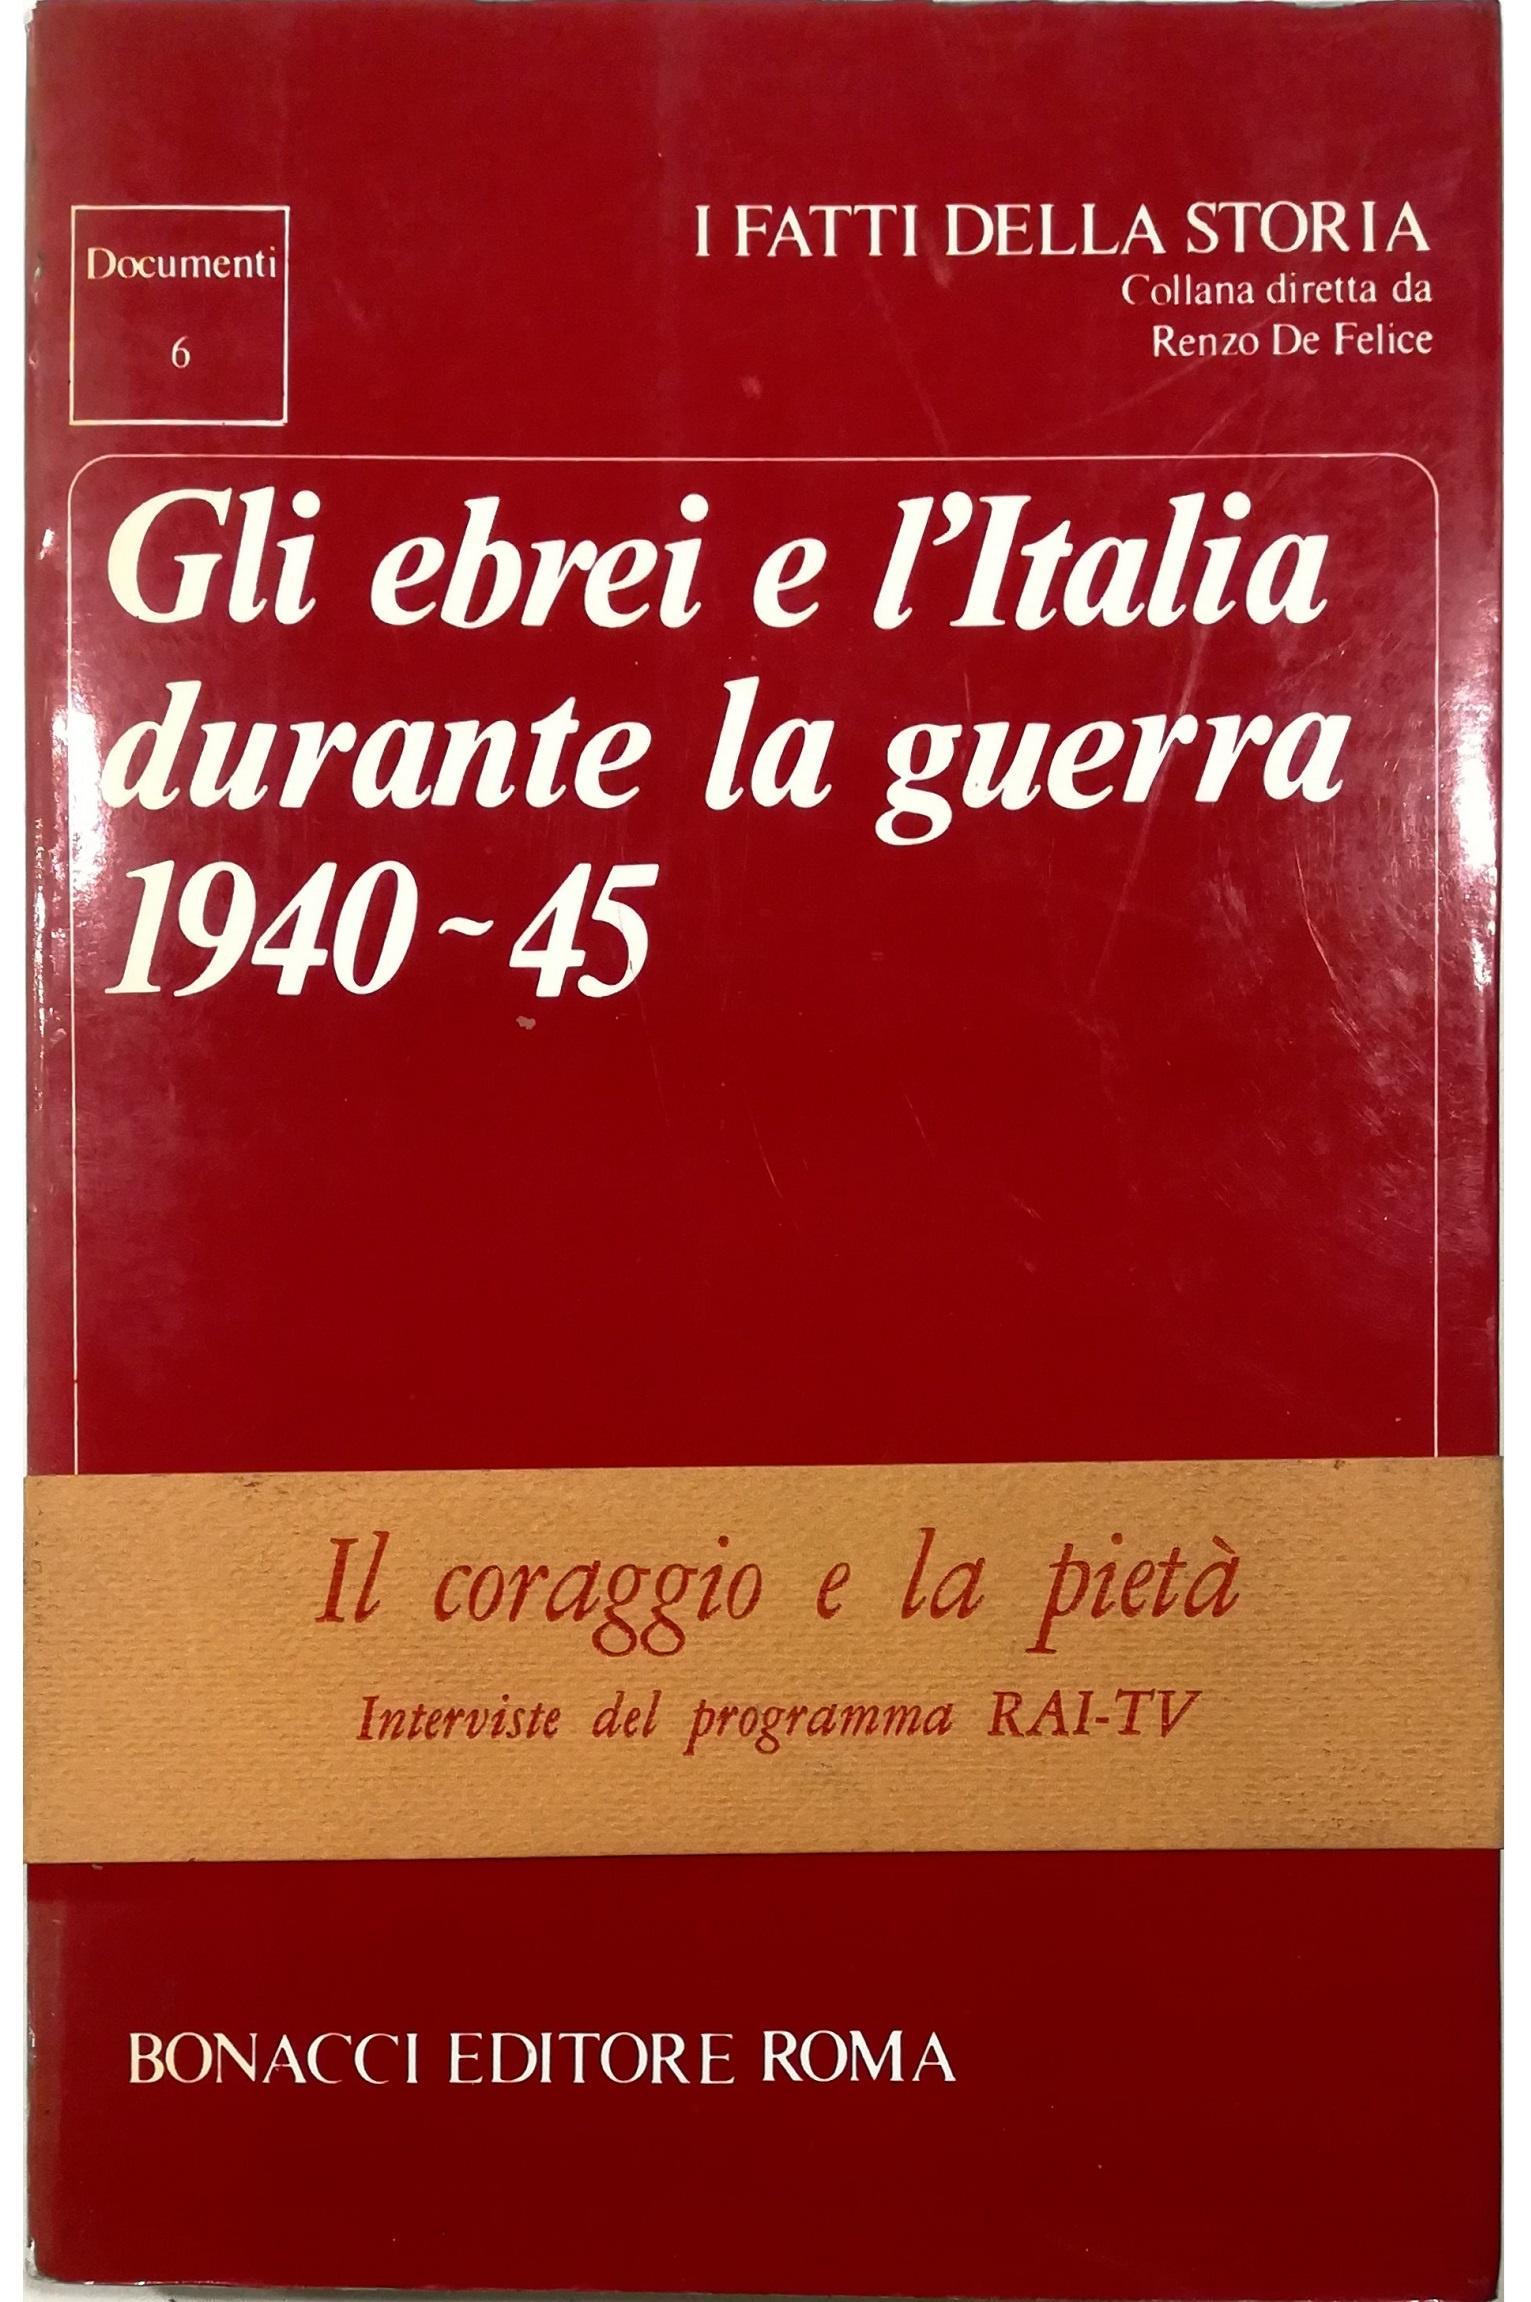 Documenti
6
I FATTI DELLA STORIA
Collana diretta da
Renzo De Felice
Gli ebrei e l'Italia
durante la guerra
1940~45
Il coraggio e la pietà
Interviste del programma RAI-TV
BONACCI EDITORE ROMA